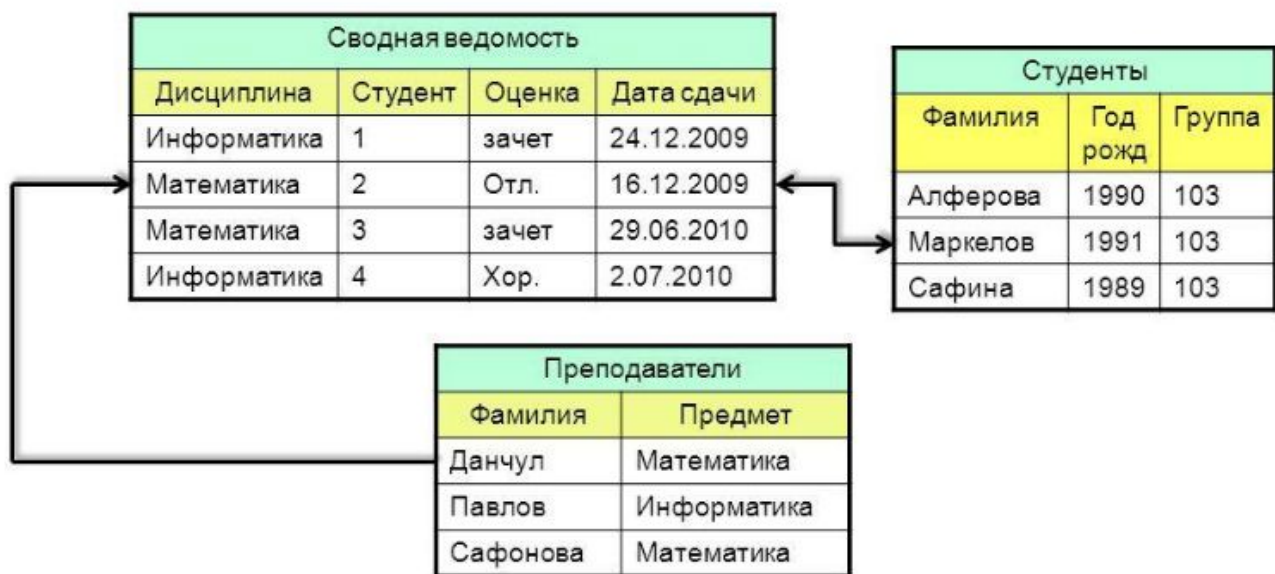 Сводная ведомость
Дисциплина Студент Оценка Дата сдачи
Информатика 1 зачет 24.12.2009
Математика 2 Отл. 16.12.2009
Математика 3 зачет 29.06.2010
Информатика 4 Хор. 2.07.2010
Студенты
Фамилия Год рожд Группа
Алферова 1990 103
Маркелов 1991 103
Сафина 1989 103
Преподаватели
Фамилия Предмет
Данчул Математика
Павлов Информатика
Сафонова Математика